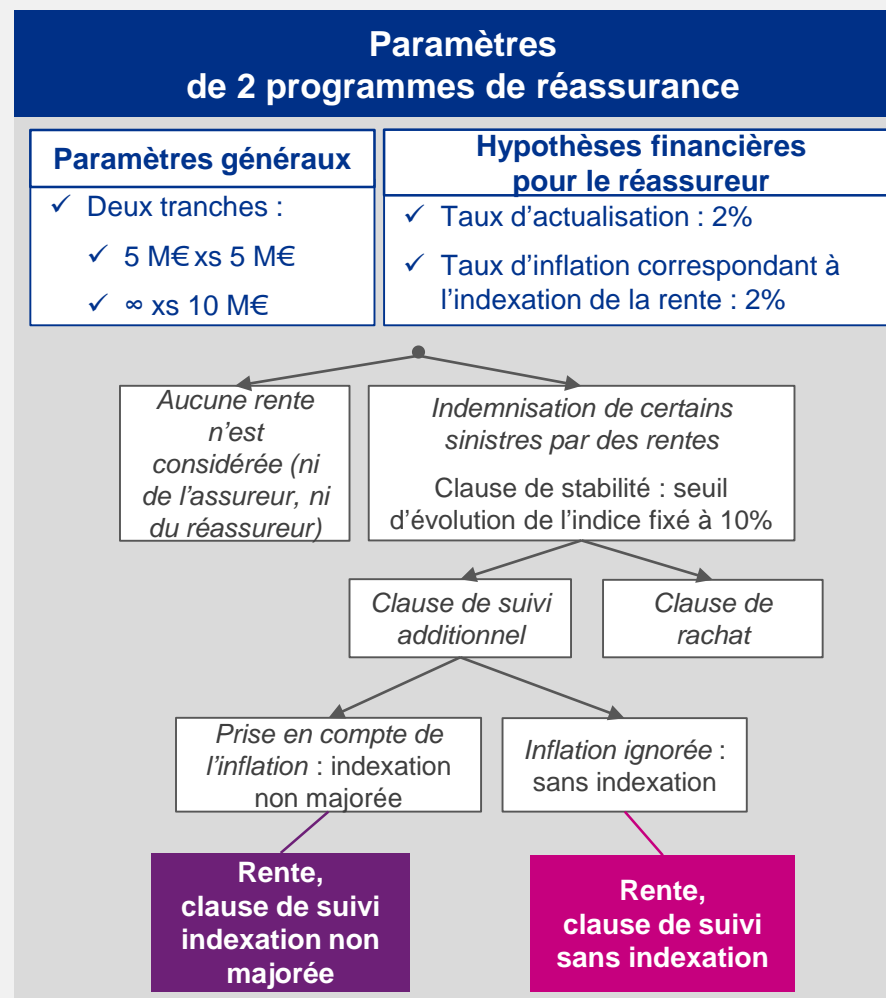 Paramètres
de 2 programmes de réassurance
Paramètres généraux
✓ Deux tranches :
✓ 5 M€ xs 5 M€
✓ ∞ xs 10 M€
Hypothèses financières
pour le réassureur
✓ Taux d'actualisation : 2%
✓ Taux d'inflation correspondant à
l'indexation de la rente : 2%
Aucune rente
n'est
considérée (ni
de l'assureur, ni
du réassureur)
Indemnisation de certains
sinistres par des rentes
Clause de stabilité : seuil
d'évolution de l'indice fixé à 10%
Clause de suivi
additionnel
Clause de
rachat
Prise en compte de
l'inflation : indexation
non majorée
Inflation ignorée :
sans indexation
Rente,
clause de suivi
indexation non
majorée
Rente,
clause de suivi
sans indexation